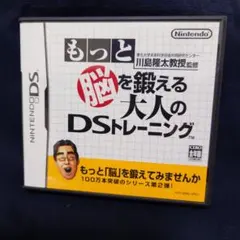 Nintendo
東北大学未来科学技術共同研究センター
川島隆太教授監修
もっと
脳を鍛える
大人の
DSトレーニング
NINTENDO DS
もっと「脳」を鍛えてみませんか
100万本突破のシリーズ第2弾!